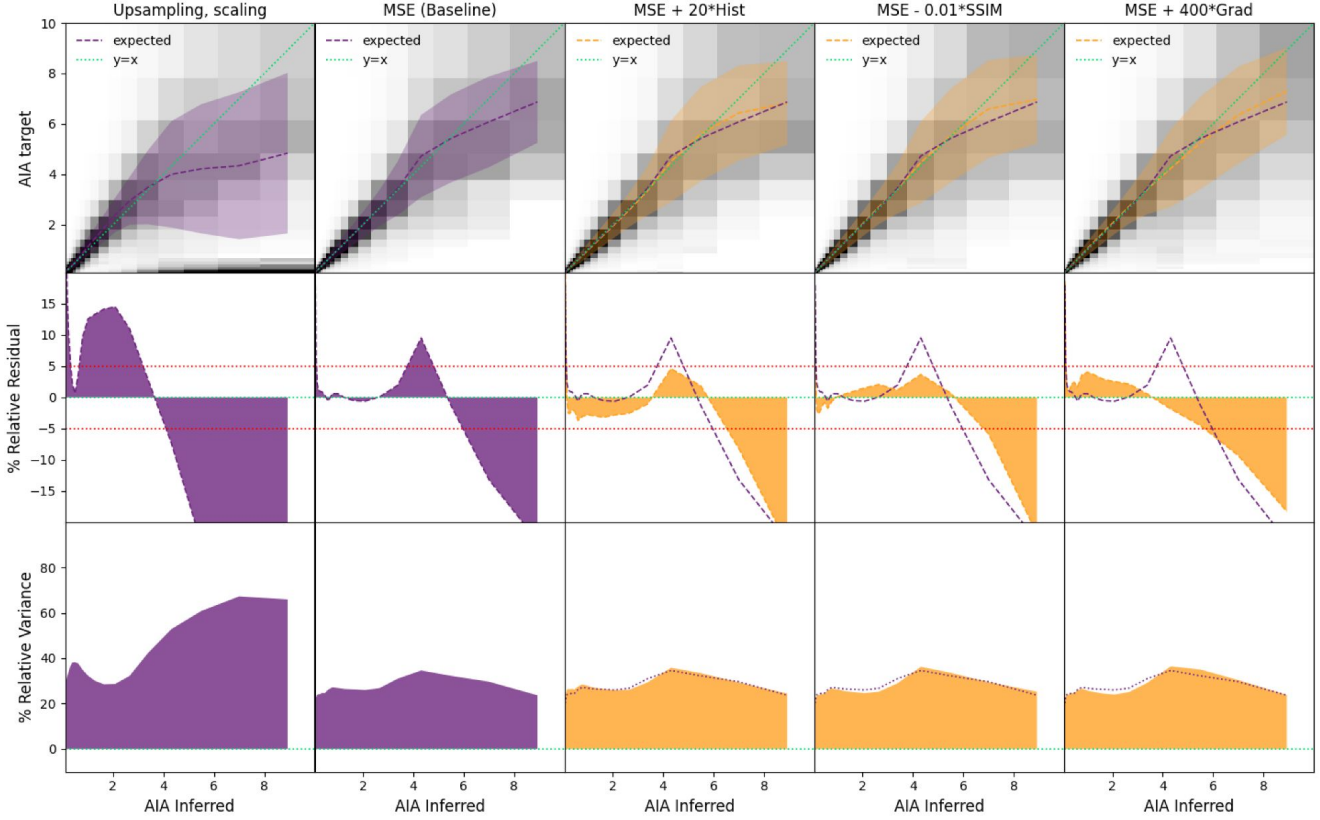 Upsampling, scaling
MSE (Baseline)
MSE + 20*Hist
MSE - 0.01*SSIM
MSE + 400*Grad
AIA target
10
8
6
4
2
expected
y=x
expected
y=x
expected
y=x
expected
y=x
expected
y=x
% Relative Residual
15
10
5
0
−5
−10
−15
% Relative Variance
80
60
40
20
0
2 4 6 8
2 4 6 8
2 4 6 8
2 4 6 8
2 4 6 8
AIA Inferred
AIA Inferred
AIA Inferred
AIA Inferred
AIA Inferred